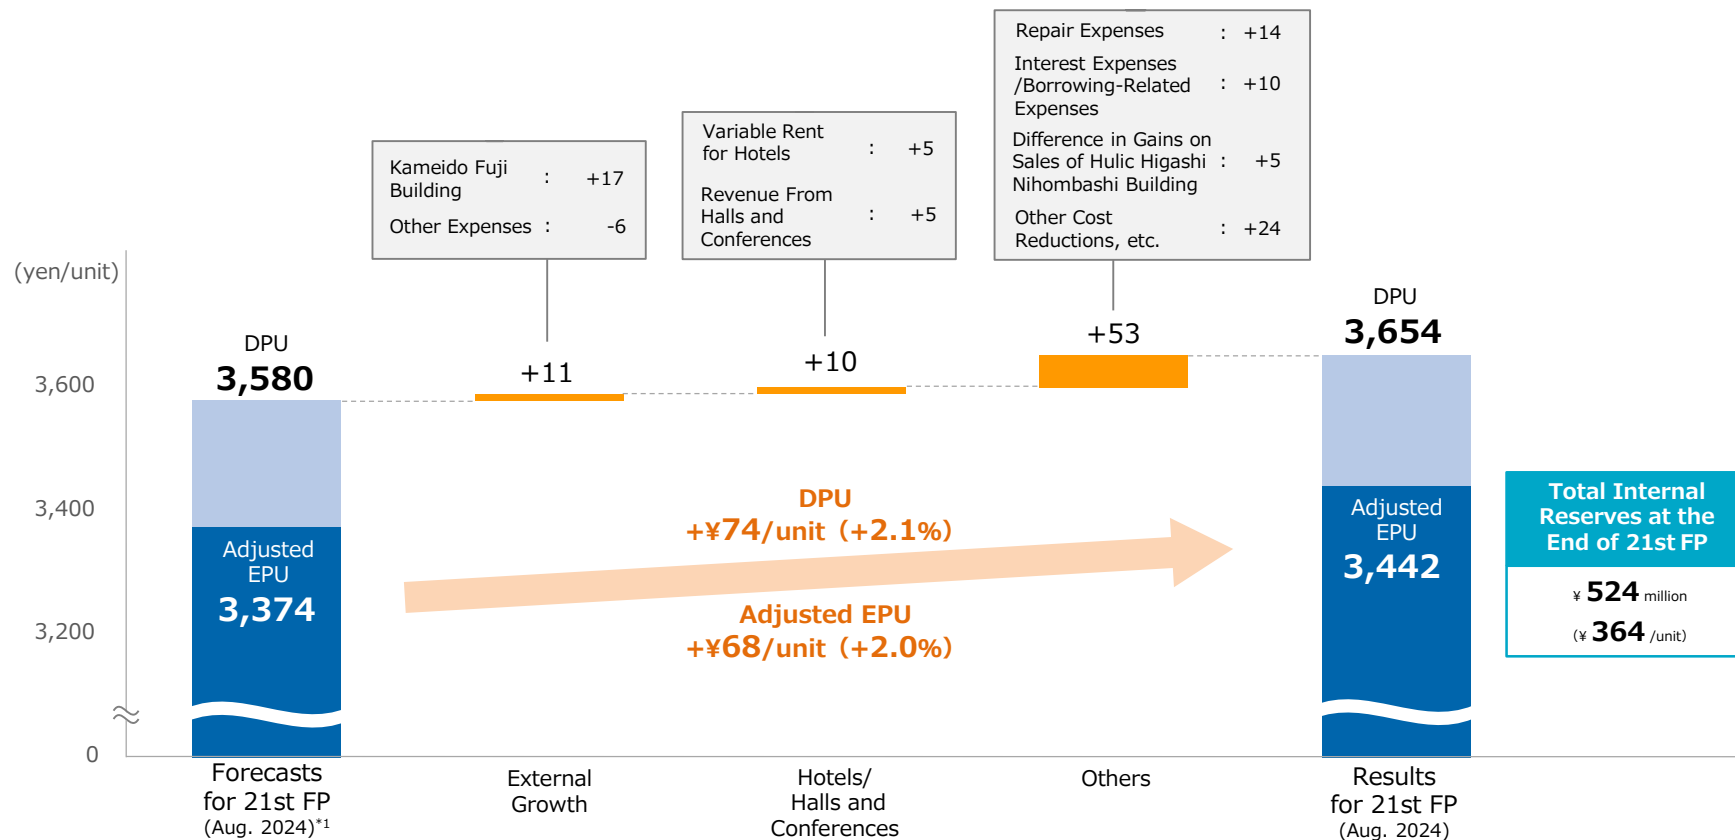 Repair Expenses : +14
Interest Expenses
/Borrowing-Related : +10
Expenses
Difference in Gains on
Sales of Hulic Higashi : +5
Nihombashi Building
Other Cost
Reductions, etc. : +24
Variable Rent
for Hotels : +5
Revenue From
Halls and : +5
Conferences
Kameido Fuji
Building : +17
Other Expenses : -6
(yen/unit)
3,600
3,400
3,200
0
DPU
3,580
+11
+10
+53
DPU
3,654
Adjusted
EPU
3,374
DPU
+¥74/unit (+2.1%)
Adjusted EPU
+¥68/unit (+2.0%)
Adjusted
EPU
3,442
Total Internal
Reserves at the
End of 21st FP
¥ 524 million
(¥ 364 /unit)
Forecasts
for 21st FP
(Aug. 2024)*1
External
Growth
Hotels/
Halls and
Conferences
Others
Results
for 21st FP
(Aug. 2024)